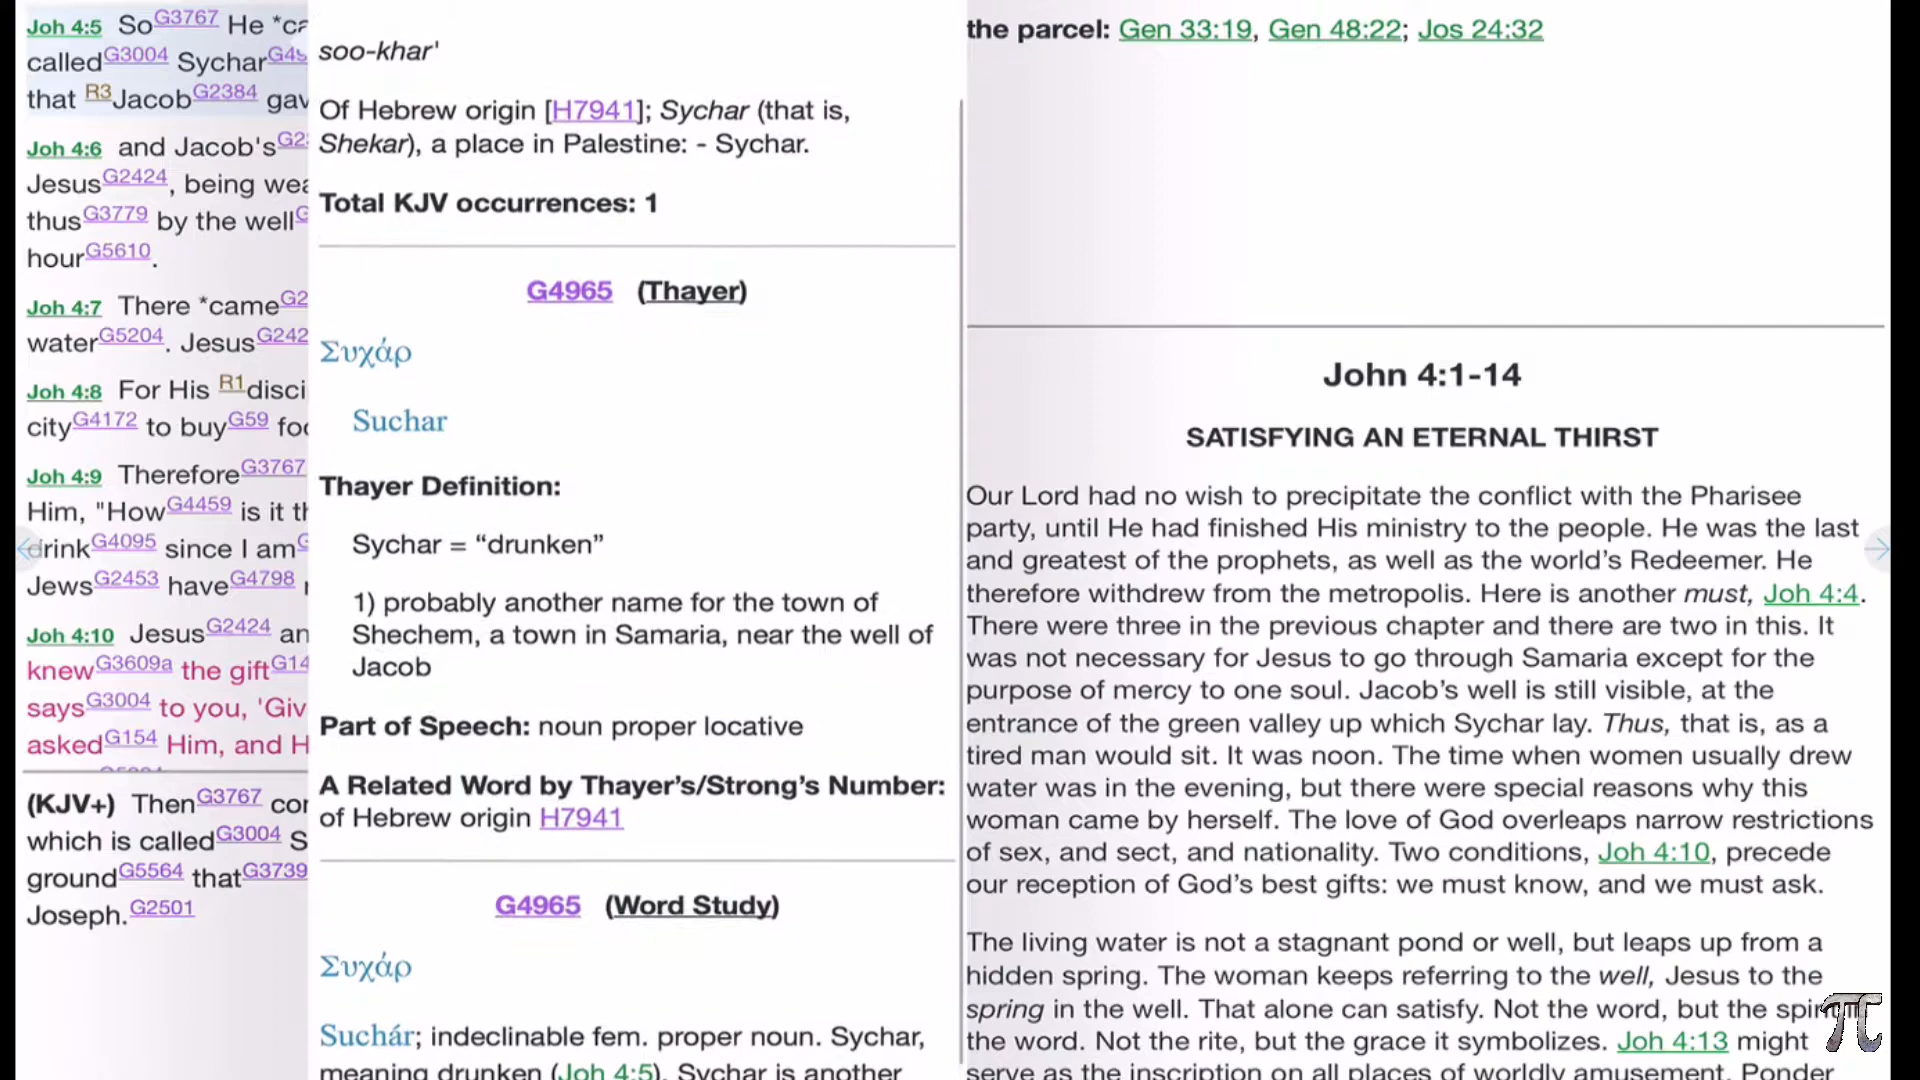 Joh 4:5 So G3767 He
called G3004 Sychar
that R3 Jacob G2384
Joh 4:6 and Jacob's
Jesus G2424, being
thus G3779 by the well
hour G5610.
Joh 4:7 There *came
water G5204. Jesus
Joh 4:8 For His R1
city G4172 to buy G59
Joh 4:9 Therefore G3767
Him, "How G4459 is it
drink G4095 since I am
Jews G2453 have G4798
Joh 4:10 Jesus G2424
knew G3609a the gift
says G3004 to you,
asked G154 Him, and
(KJV+) Then G3767
which is called G3004
ground G5564 that G3739
Joseph. G2501
soo-khar'
Of Hebrew origin [H7941]; Sychar (that is,
Shekar), a place in Palestine: - Sychar.
Total KJV occurrences: 1
G4965 (Thayer)
Συχάρ
Suchar
Thayer Definition:
Sychar = “drunken”
1) probably another name for the town of
Shechem, a town in Samaria, near the well of
Jacob
Part of Speech: noun proper locative
A Related Word by Thayer’s/Strong’s Number:
of Hebrew origin H7941
G4965 (Word Study)
Συχάρ
Suchár; indeclinable fem. proper noun. Sychar,
meaning drunken (Joh 4:5). Sychar is another
the parcel: Gen 33:19, Gen 48:22; Jos 24:32
John 4:1-14
SATISFYING AN ETERNAL THIRST
Our Lord had no wish to precipitate the conflict with the Pharisee
party, until He had finished His ministry to the people. He was the last
and greatest of the prophets, as well as the world’s Redeemer. He
therefore withdrew from the metropolis. Here is another must, Joh 4:4.
There were three in the previous chapter and there are two in this. It
was not necessary for Jesus to go through Samaria except for the
purpose of mercy to one soul. Jacob’s well is still visible, at the
entrance of the green valley up which Sychar lay. Thus, that is, as a
tired man would sit. It was noon. The time when women usually drew
water was in the evening, but there were special reasons why this
woman came by herself. The love of God overleaps narrow restrictions
of sex, and sect, and nationality. Two conditions, Joh 4:10, precede
our reception of God’s best gifts: we must know, and we must ask.
The living water is not a stagnant pond or well, but leaps up from a
hidden spring. The woman keeps referring to the well, Jesus to the
spring in the well. That alone can satisfy. Not the word, but the spirit in
the word. Not the rite, but the grace it symbolizes. Joh 4:13 might
serve as the inscription on all places of worldly amusement. Ponder
π